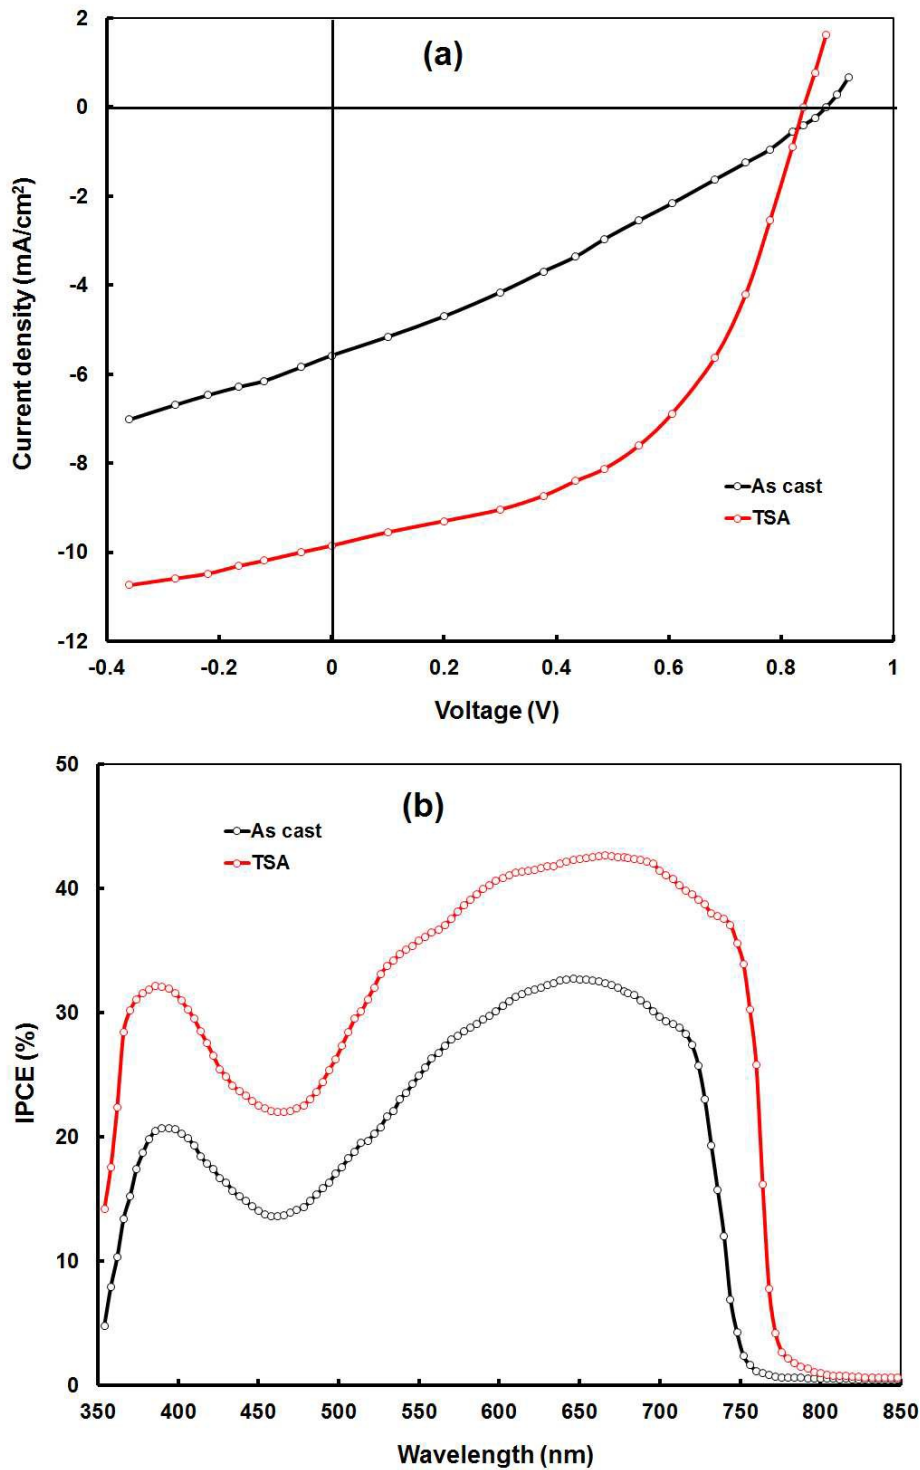 (a)
2
0
-2
-4
-6
-8
-10
-12
Current density (mA/cm²)
As cast
TSA
-0.4 -0.2 0 0.2 0.4 0.6 0.8 1
Voltage (V)
(b)
50
40
30
20
10
0
IPCE (%)
As cast
TSA
350 400 450 500 550 600 650 700 750 800 850
Wavelength (nm)